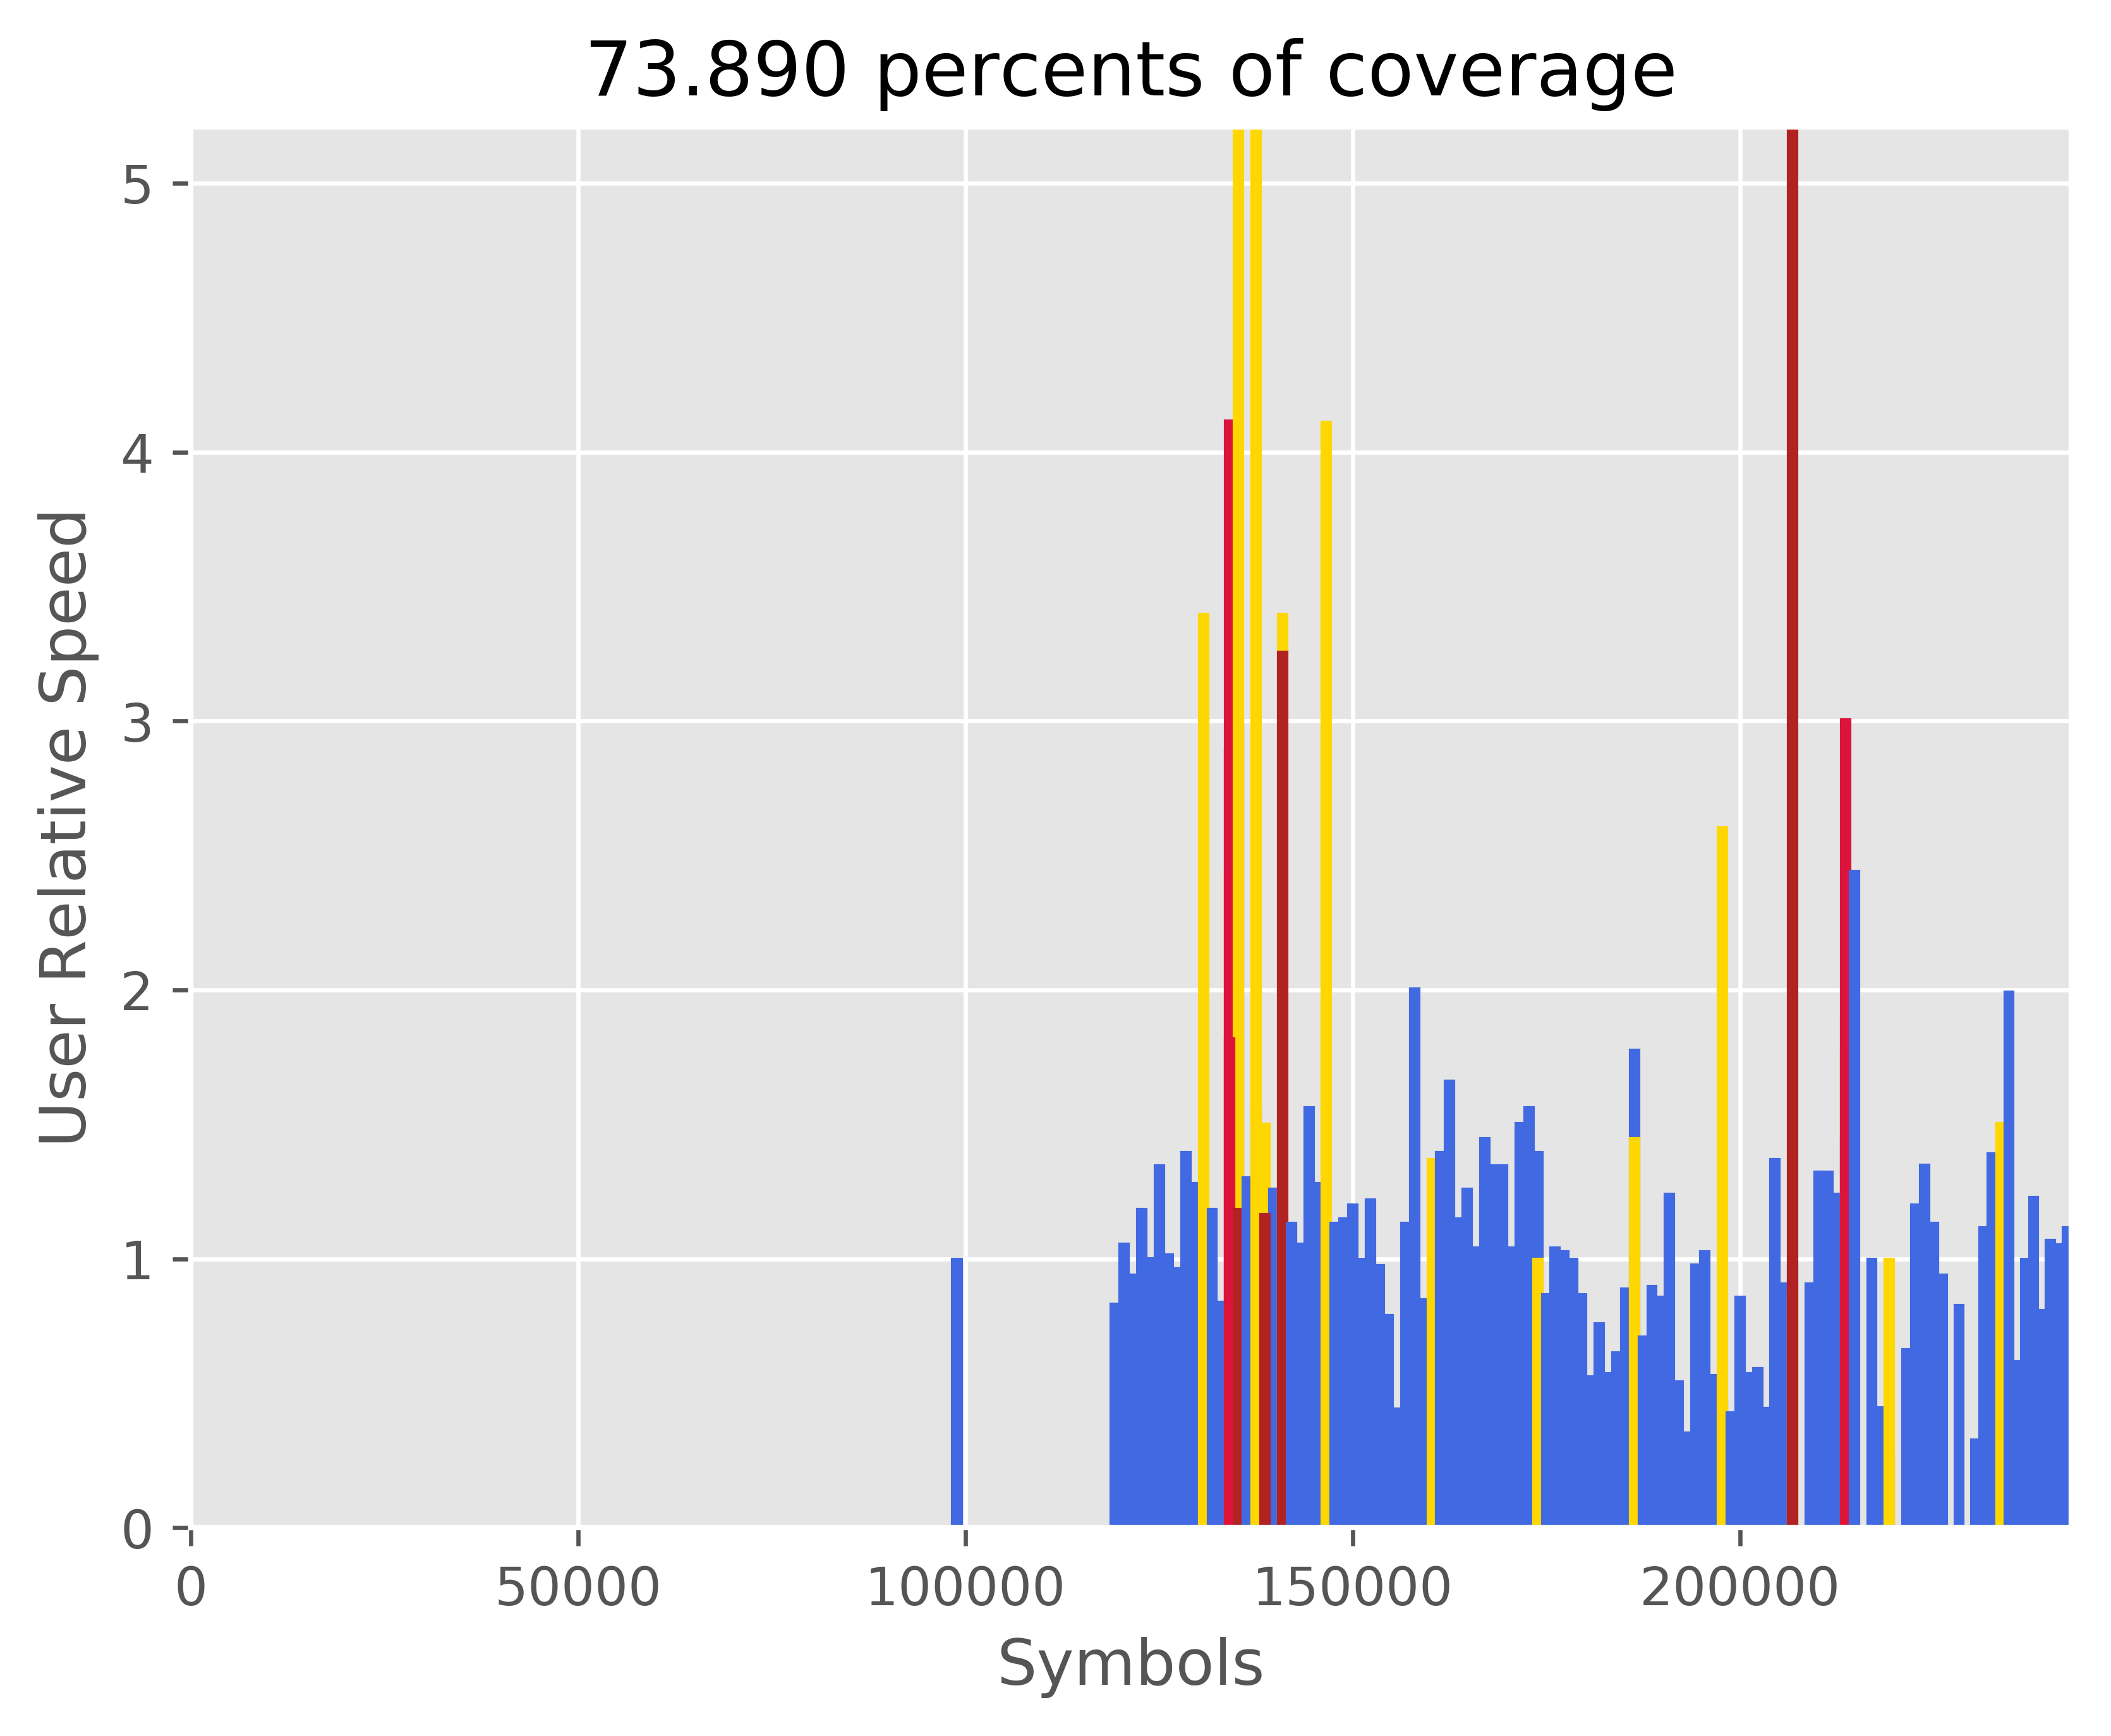 73.890 percents of coverage
User Relative Speed
5
4
3
2
1
0
0 50000 100000 150000 200000
Symbols